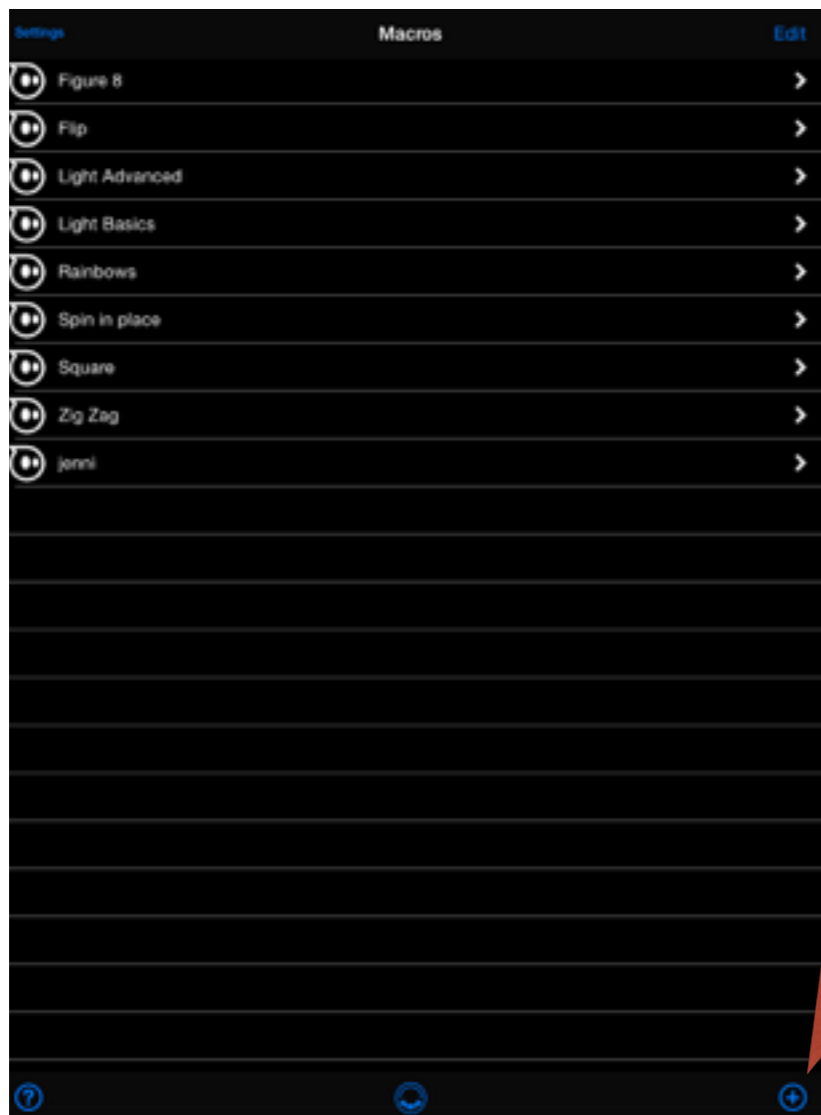 Settings Macros Edit
Figure 8
Flip
Light Advanced
Light Basics
Rainbows
Spin in place
Square
Zig Zag
jenni
?